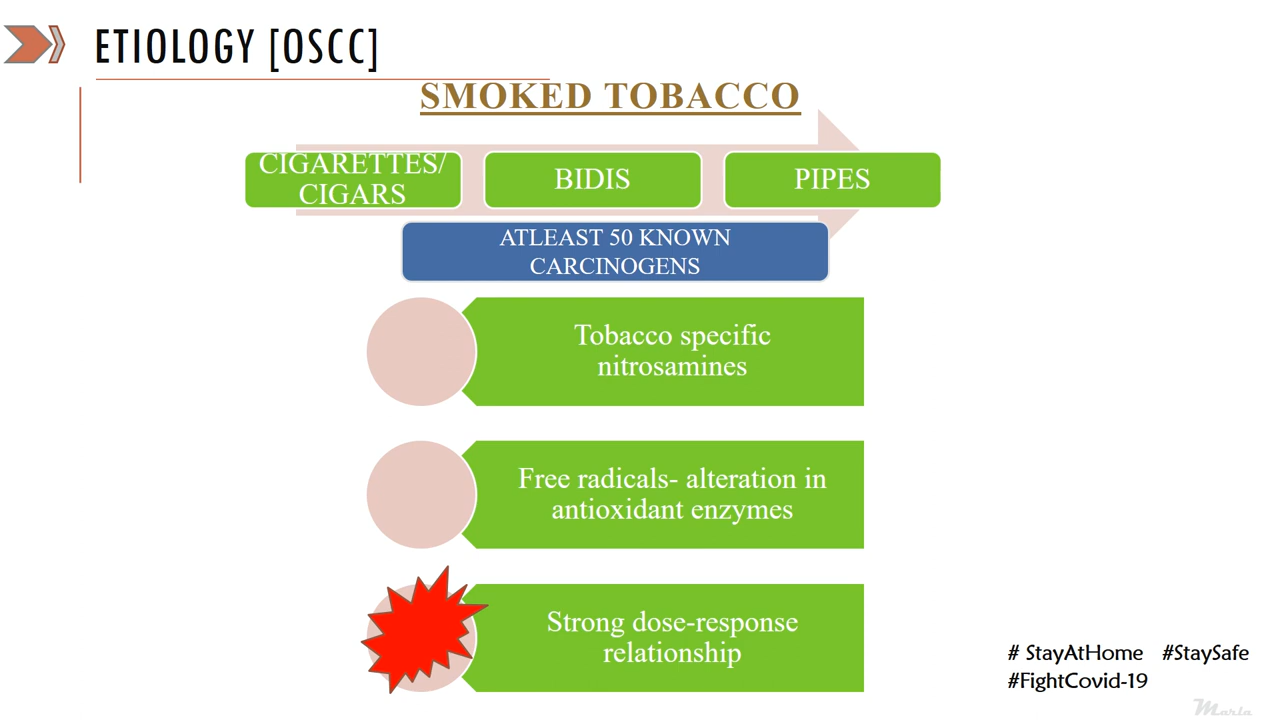 ETIOLOGY [OSCC]
SMOKED TOBACCO
CIGARETTES/
CIGARS
BIDIS
PIPES
ATLEAST 50 KNOWN
CARCINOGENS
Tobacco specific
nitrosamines
Free radicals- alteration in
antioxidant enzymes
Strong dose-response
relationship
# StayAtHome #StaySafe
#FightCovid-19
Marla